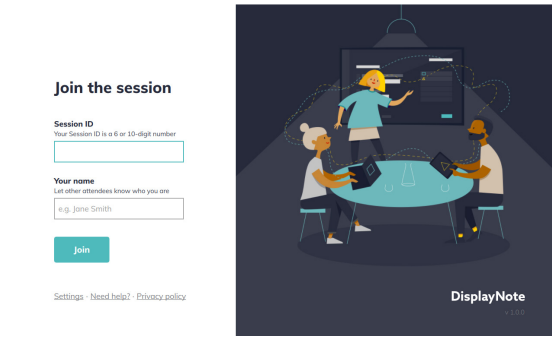 Join the session
Session ID
Your Session ID is a 6 or 10-digit number
Your name
Let other attendees know who you are
e.g. Jane Smith
Join
Settings · Need help? · Privacy policy
DisplayNote